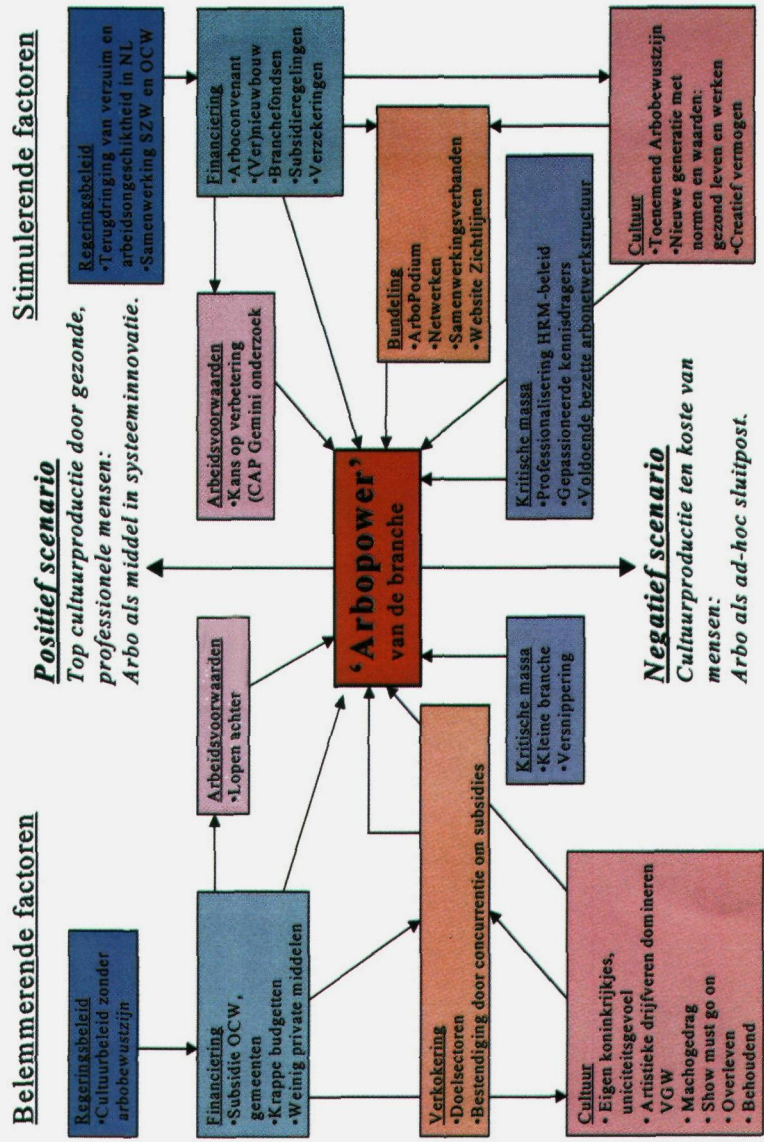 Belemmerende factoren
Regeringsbeleid
•Cultuurbeleid zonder
arbobewustzijn
Financiering
•Subsidie OCW,
gemeenten
•Krappe budgetten
•Weinig private middelen
Arbeidsvoorwaarden
•Lopen achter
Verkokering
•Doelsectoren
•Bestendiging door concurrentie om subsidies
Kritische massa
•Kleine branche
•Versnippering
Cultuur
• Eigen koninkrijkjes,
uniciteitsgevoel
• Artistieke drijfveren domineren
VGW
• Machogedrag
• Show must go on
• Overleven
• Behoudend
Positief scenario
Top cultuurproductie door gezonde,
professionele mensen:
Arbo als middel in systeeminnovatie.
‘Arbopower’
van de branche
Negatief scenario
Cultuurproductie ten koste van
mensen:
Arbo als ad-hoc sluitpost.
Stimulerende factoren
Regeringsbeleid
•Terugdringing van verzuim en
arbeidsongeschiktheid in NL
•Samenwerking SZW en OCW
Financiering
•Arboconvenant
•(Ver)nieuwbouw
•Branchefondsen
•Subsidieregelingen
•Verzekeringen
Arbeidsvoorwaarden
•Kans op verbetering
(CAP Gemini onderzoek
Bundeling
•ArboPodium
•Netwerken
•Samenwerkingsverbanden
•Website Zichtlijnen
Kritische massa
•Professionalisering HRM-beleid
•Gepassioneerde kennisdragers
•Voldoende bezette arbonetwerkstructuur
Cultuur
•Toenemend Arbobewustzijn
•Nieuwe generatie met
normen en waarden:
gezond leven en werken
•Creatief vermogen